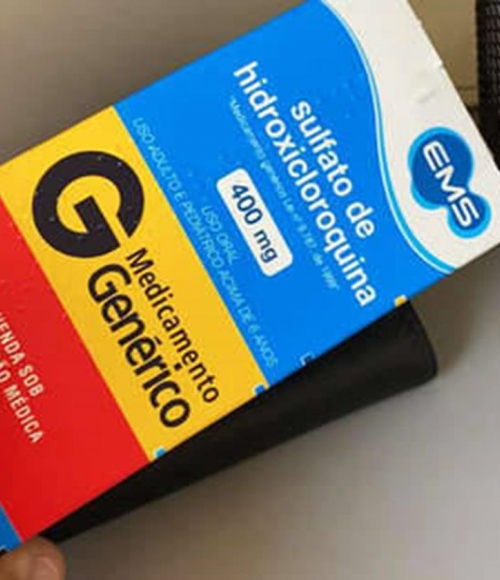 sulfato de
hidroxicloroquina
400 mg
USO ORAL
USO ADULTO E PEDIÁTRICO ACIMA DE 6 ANOS
EMS
G
Medicamento
Genérico
VENDA SOB
MÉDICA